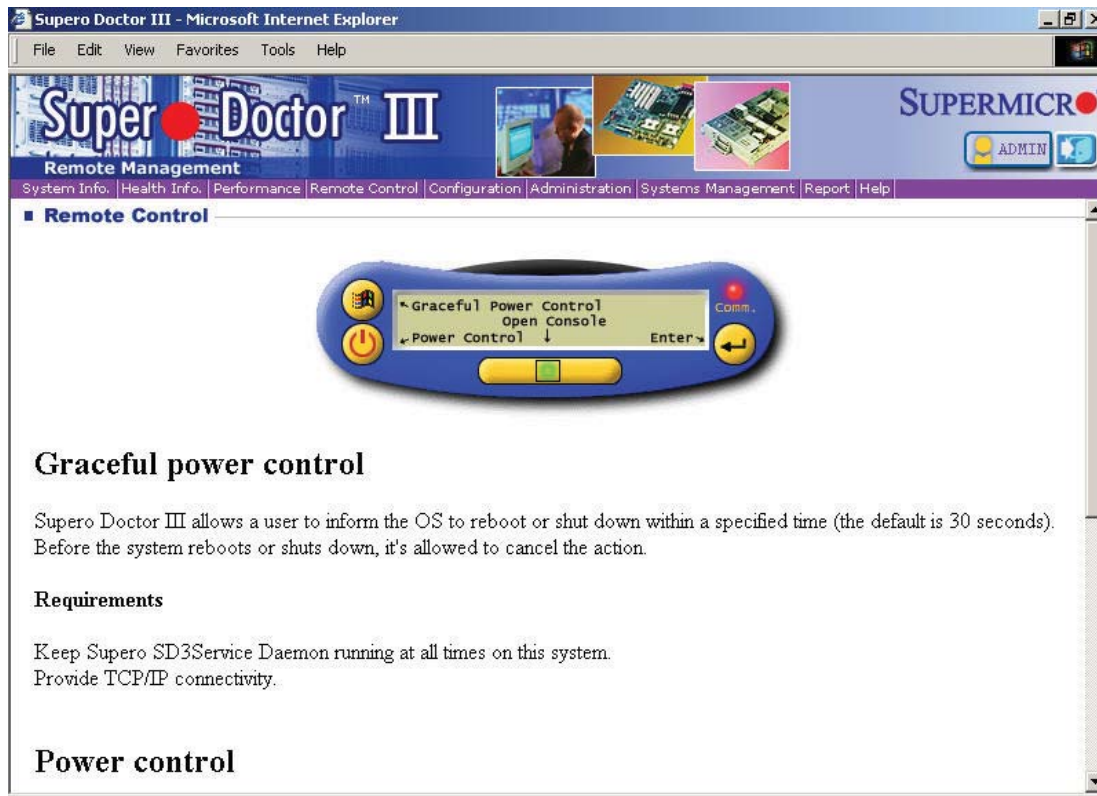 Supero Doctor III - Microsoft Internet Explorer
File Edit View Favorites Tools Help
Super Doctor™ III
SUPERMICR
Remote Management
ADMIN
System Info. Health Info. Performance Remote Control Configuration Administration Systems Management Report Help
Remote Control
Graceful Power Control
Comm.
Open Console
Power Control ↓ Enter
Graceful power control
Supero Doctor III allows a user to inform the OS to reboot or shut down within a specified time (the default is 30 seconds).
Before the system reboots or shuts down, it's allowed to cancel the action.
Requirements
Keep Supero SD3Service Daemon running at all times on this system.
Provide TCP/IP connectivity.
Power control